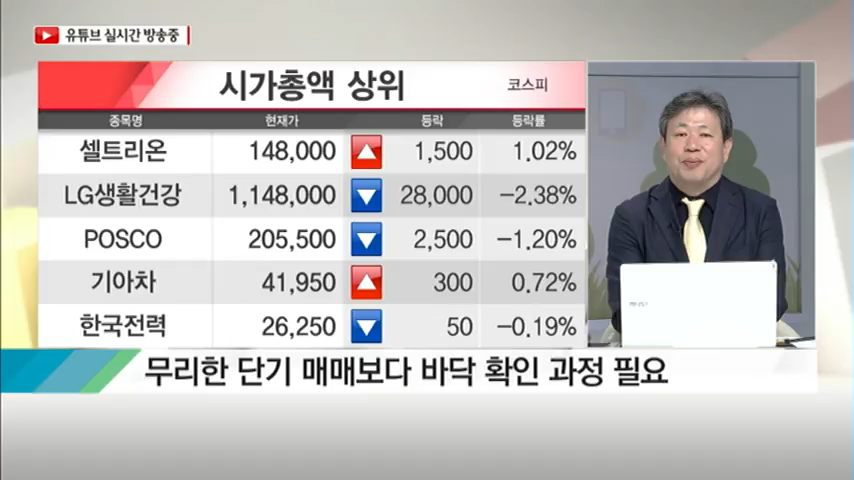 유튜브 실시간 방송중
시가총액 상위 코스피
종목명 현재가 등락 등락률
셀트리온 148,000 ▲ 1,500 1.02%
LG생활건강 1,148,000 ▼ 28,000 −2.38%
POSCO 205,500 ▼ 2,500 −1.20%
기아차 41,950 ▲ 300 0.72%
한국전력 26,250 ▼ 50 −0.19%
무리한 단기 매매보다 바닥 확인 과정 필요